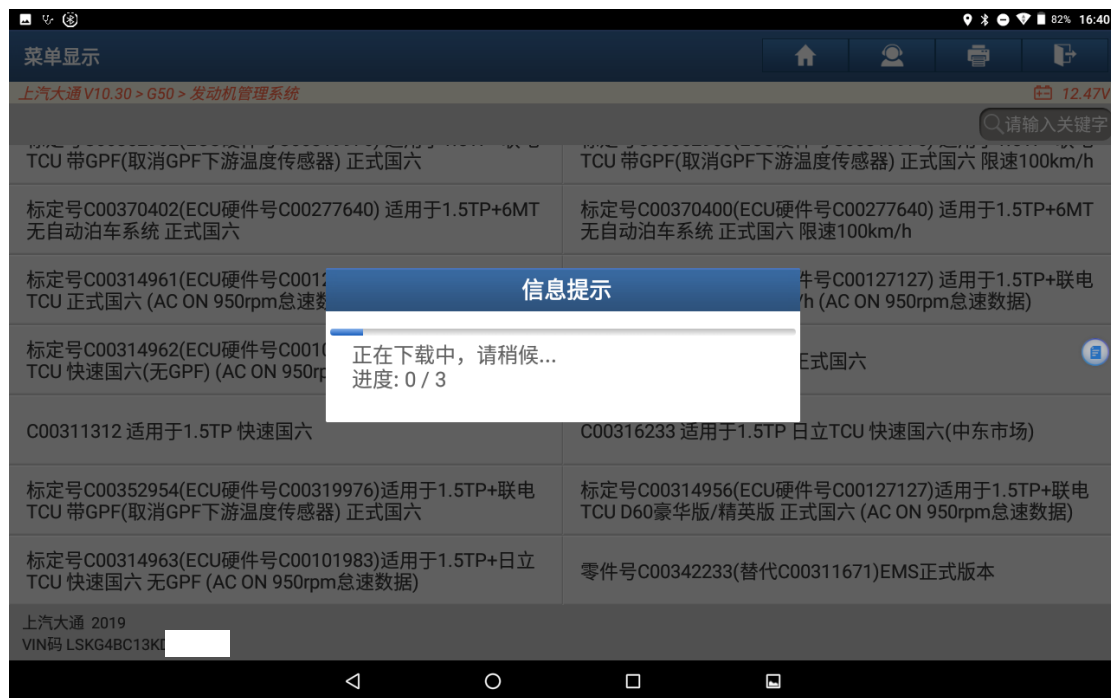 82% 16:40
菜单显示
上汽大通 V10.30 > G50 > 发动机管理系统
12.47V
请输入关键字
TCU 带GPF(取消GPF下游温度传感器) 正式国六
TCU 带GPF(取消GPF下游温度传感器) 正式国六 限速100km/h
标定号C00370402(ECU硬件号C00277640) 适用于1.5TP+6MT
无自动泊车系统 正式国六
标定号C00370400(ECU硬件号C00277640) 适用于1.5TP+6MT
无自动泊车系统 正式国六 限速100km/h
标定号C00314961(ECU硬件号C0012
TCU 正式国六 (AC ON 950rpm怠速数
件号C00127127) 适用于1.5TP+联电
/h (AC ON 950rpm怠速数据)
标定号C00314962(ECU硬件号C0010
TCU 快速国六(无GPF) (AC ON 950rp
正式国六
信息提示
正在下载中，请稍候...
进度: 0 / 3
C00311312 适用于1.5TP 快速国六
C00316233 适用于1.5TP 日立TCU 快速国六(中东市场)
标定号C00352954(ECU硬件号C00319976)适用于1.5TP+联电
TCU 带GPF(取消GPF下游温度传感器) 正式国六
标定号C00314956(ECU硬件号C00127127)适用于1.5TP+联电
TCU D60豪华版/精英版 正式国六 (AC ON 950rpm怠速数据)
标定号C00314963(ECU硬件号C00101983)适用于1.5TP+日立
TCU 快速国六 无GPF (AC ON 950rpm怠速数据)
零件号C00342233(替代C00311671)EMS正式版本
上汽大通 2019
VIN码 LSKG4BC13K